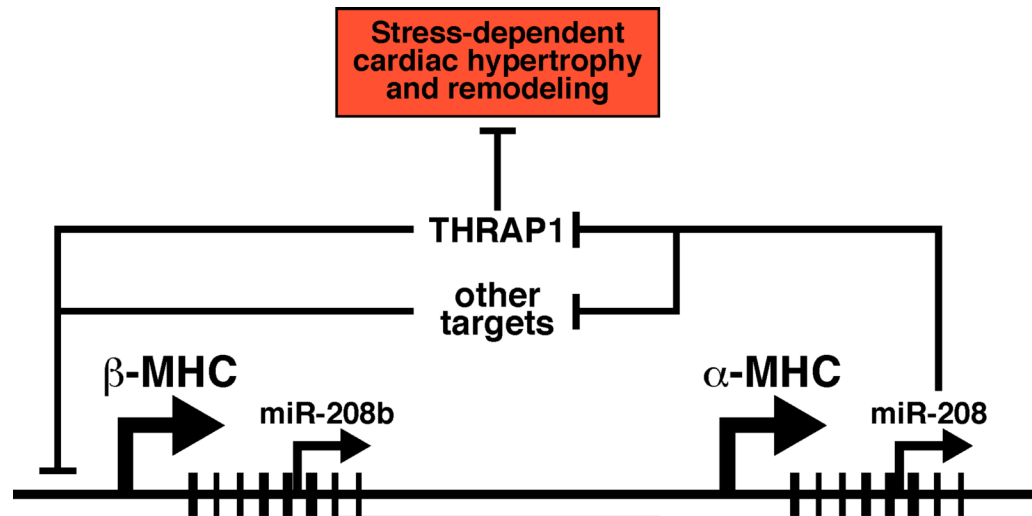 Stress-dependent
cardiac hypertrophy
and remodeling
THRAP1
other
targets
β-MHC
α-MHC
miR-208b
miR-208